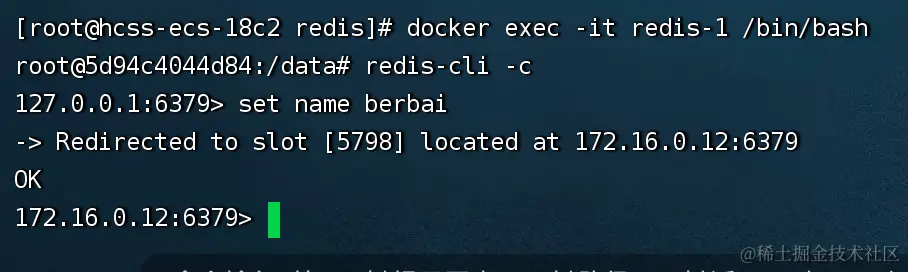 [root@hcss-ecs-18c2 redis]# docker exec -it redis-1 /bin/bash
root@5d94c4044d84:/data# redis-cli -c
127.0.0.1:6379> set name berbai
-> Redirected to slot [5798] located at 172.16.0.12:6379
OK
172.16.0.12:6379>
@稀土掘金技术社区